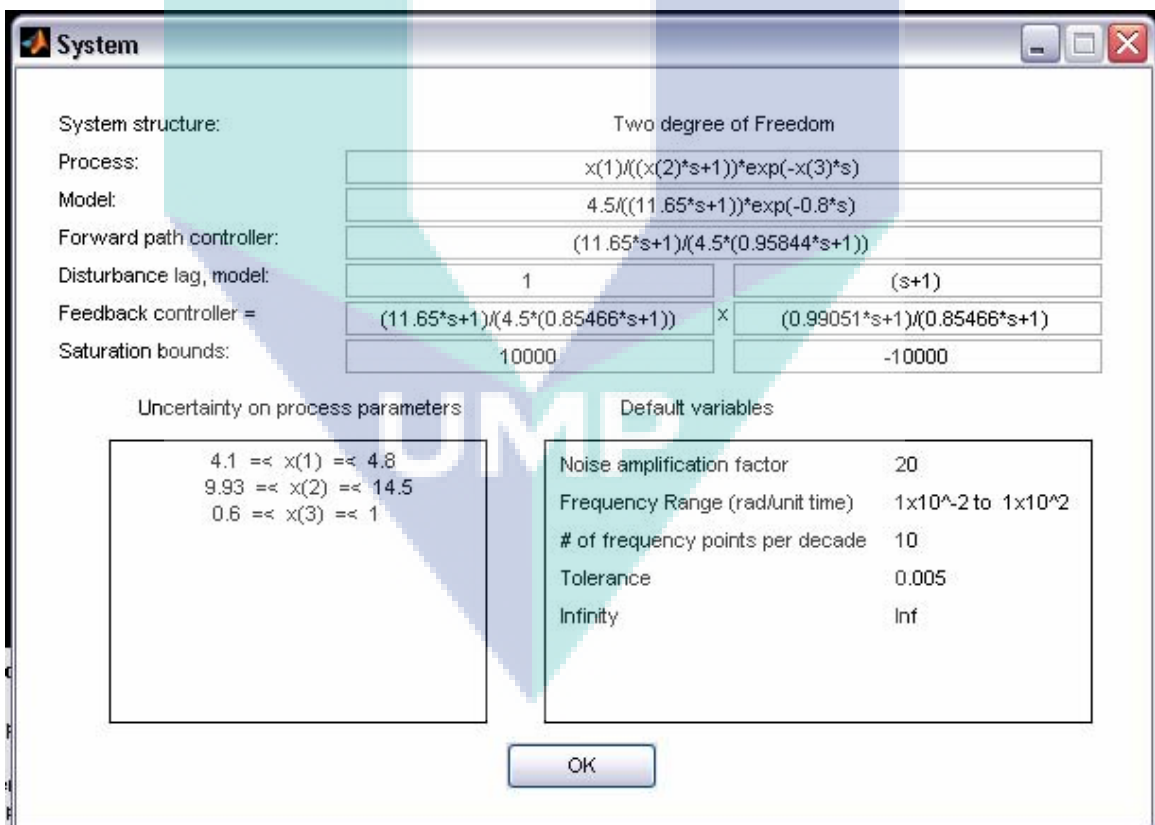 System
System structure: Two degree of Freedom
Process: x(1)/((x(2)*s+1))*exp(-x(3)*s)
Model: 4.5/((11.65*s+1))*exp(-0.8*s)
Forward path controller: (11.65*s+1)/(4.5*(0.95844*s+1))
Disturbance lag, model: 1 (s+1)
Feedback controller = (11.65*s+1)/(4.5*(0.85466*s+1)) x (0.99051*s+1)/(0.85466*s+1)
Saturation bounds: 10000 -10000
Uncertainty on process parameters Default variables
UMP
4.1 =< x(1) =< 4.8
9.93 =< x(2) =< 14.5
0.6 =< x(3) =< 1
Noise amplification factor 20
Frequency Range (rad/unit time) 1x10^-2 to 1x10^2
# of frequency points per decade 10
Tolerance 0.005
Infinity Inf
OK